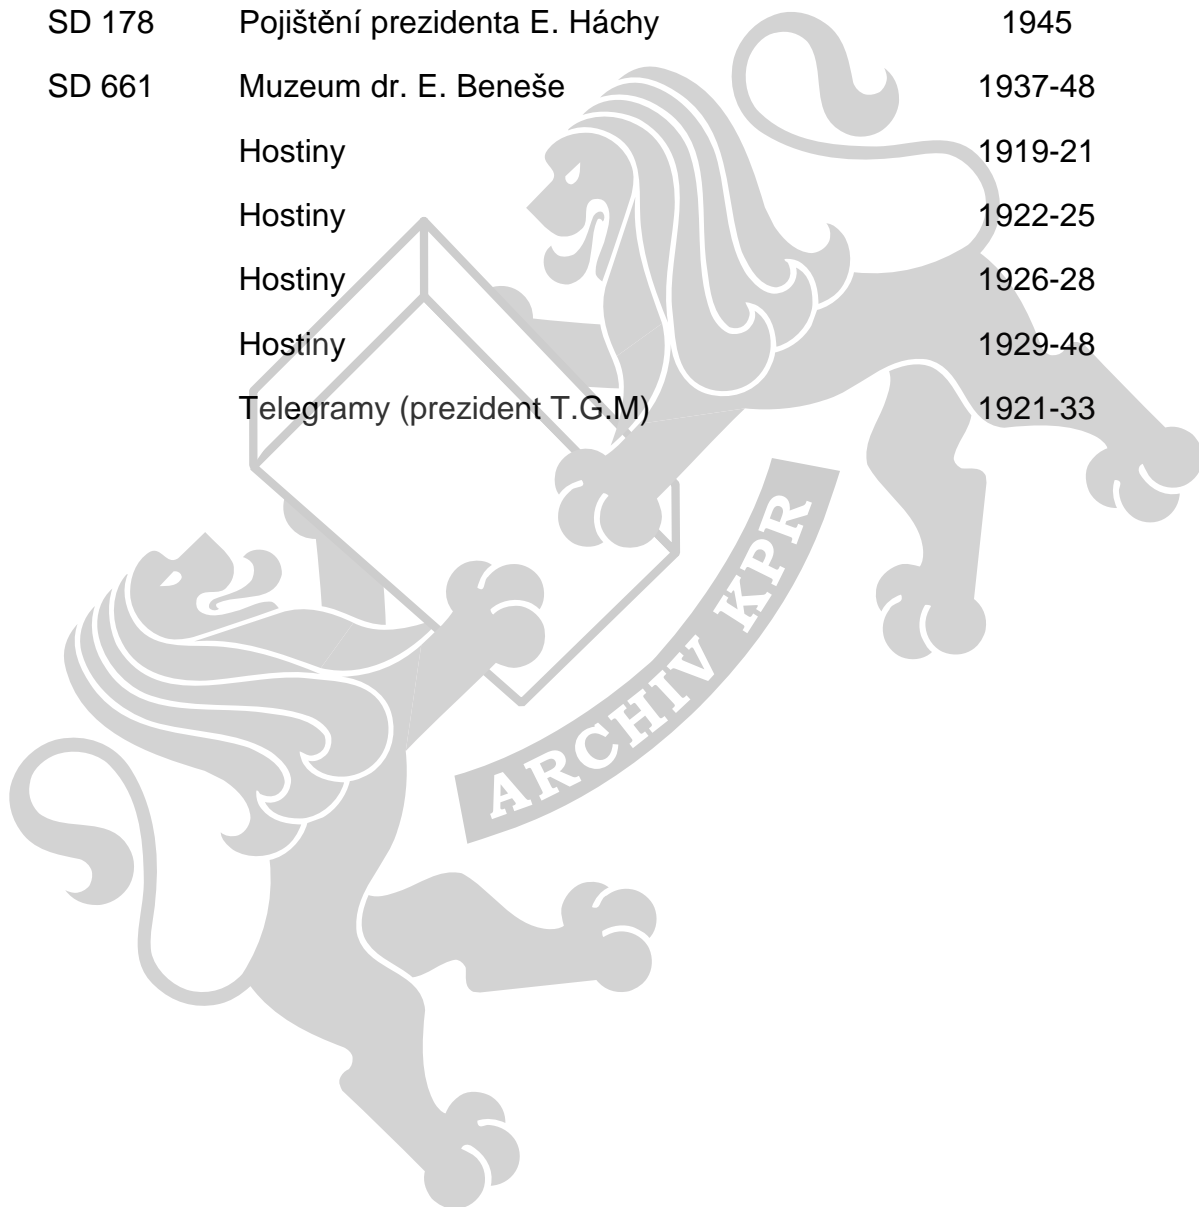 SD 178 Pojištění prezidenta E. Háchy 1945
SD 661 Muzeum dr. E. Beneše 1937-48
Hostiny 1919-21
Hostiny 1922-25
Hostiny 1926-28
Hostiny 1929-48
Telegramy (prezident T.G.M) 1921-33
ARCHIV KPR